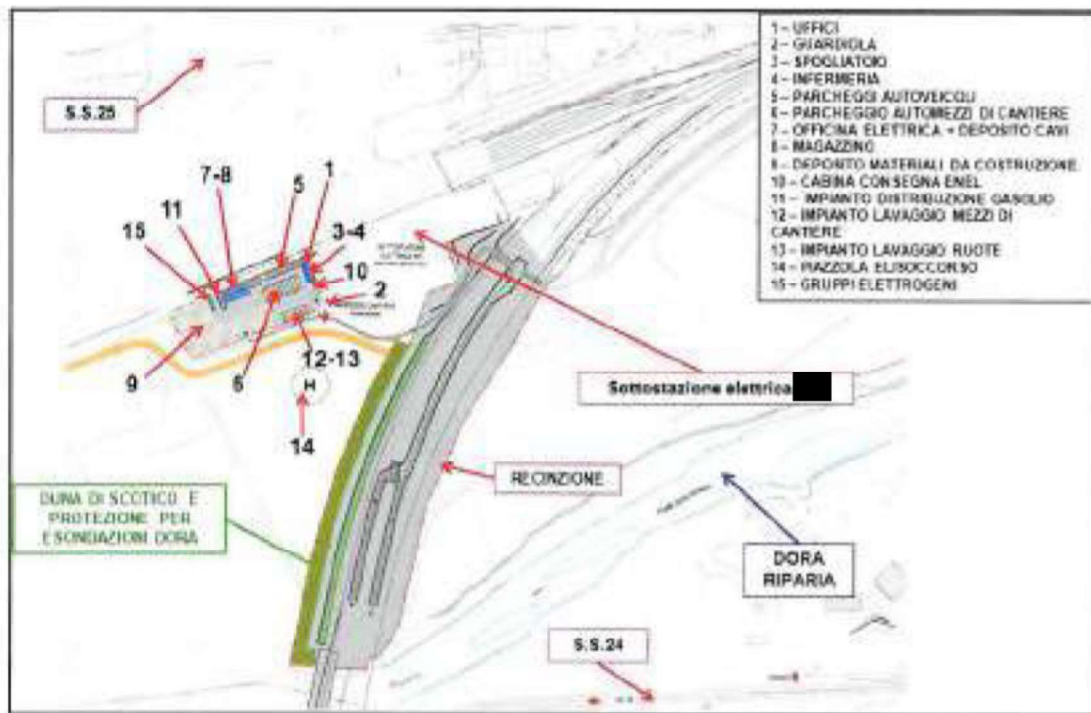 1 – UFFICI
2 – GUARDIOLA
3 – SPOGLIATOIO
4 – INFERMERIA
5 – PARCHEGGI AUTOVEICOLI
6 – PARCHEGGIO AUTOMEZZI DI CANTIERE
7 – OFFICINA ELETTRICA + DEPOSITO CAVI
8 – MAGAZZINO
9 – DEPOSITO MATERIALI DA COSTRUZIONE
10 – CABINA CONSEGNA ENEL
11 – IMPIANTO DISTRIBUZIONE GASOLIO
12 – IMPIANTO LAVAGGIO MEZZI DI
CANTIERE
13 – IMPIANTO LAVAGGIO RUOTE
14 – PIAZZOLA ELISOCCORSO
15 – GRUPPI ELETTROGENI
S.S.25
7-8
5
1
11
3-4
15
10
2
9
6
12-13
H
14
Sottostazione elettrica
RECINZIONE
DUNA DI SCOTICO E
PROTEZIONE PER
ESONDAZIONI DORA
DORA
RIPARIA
S.S.24